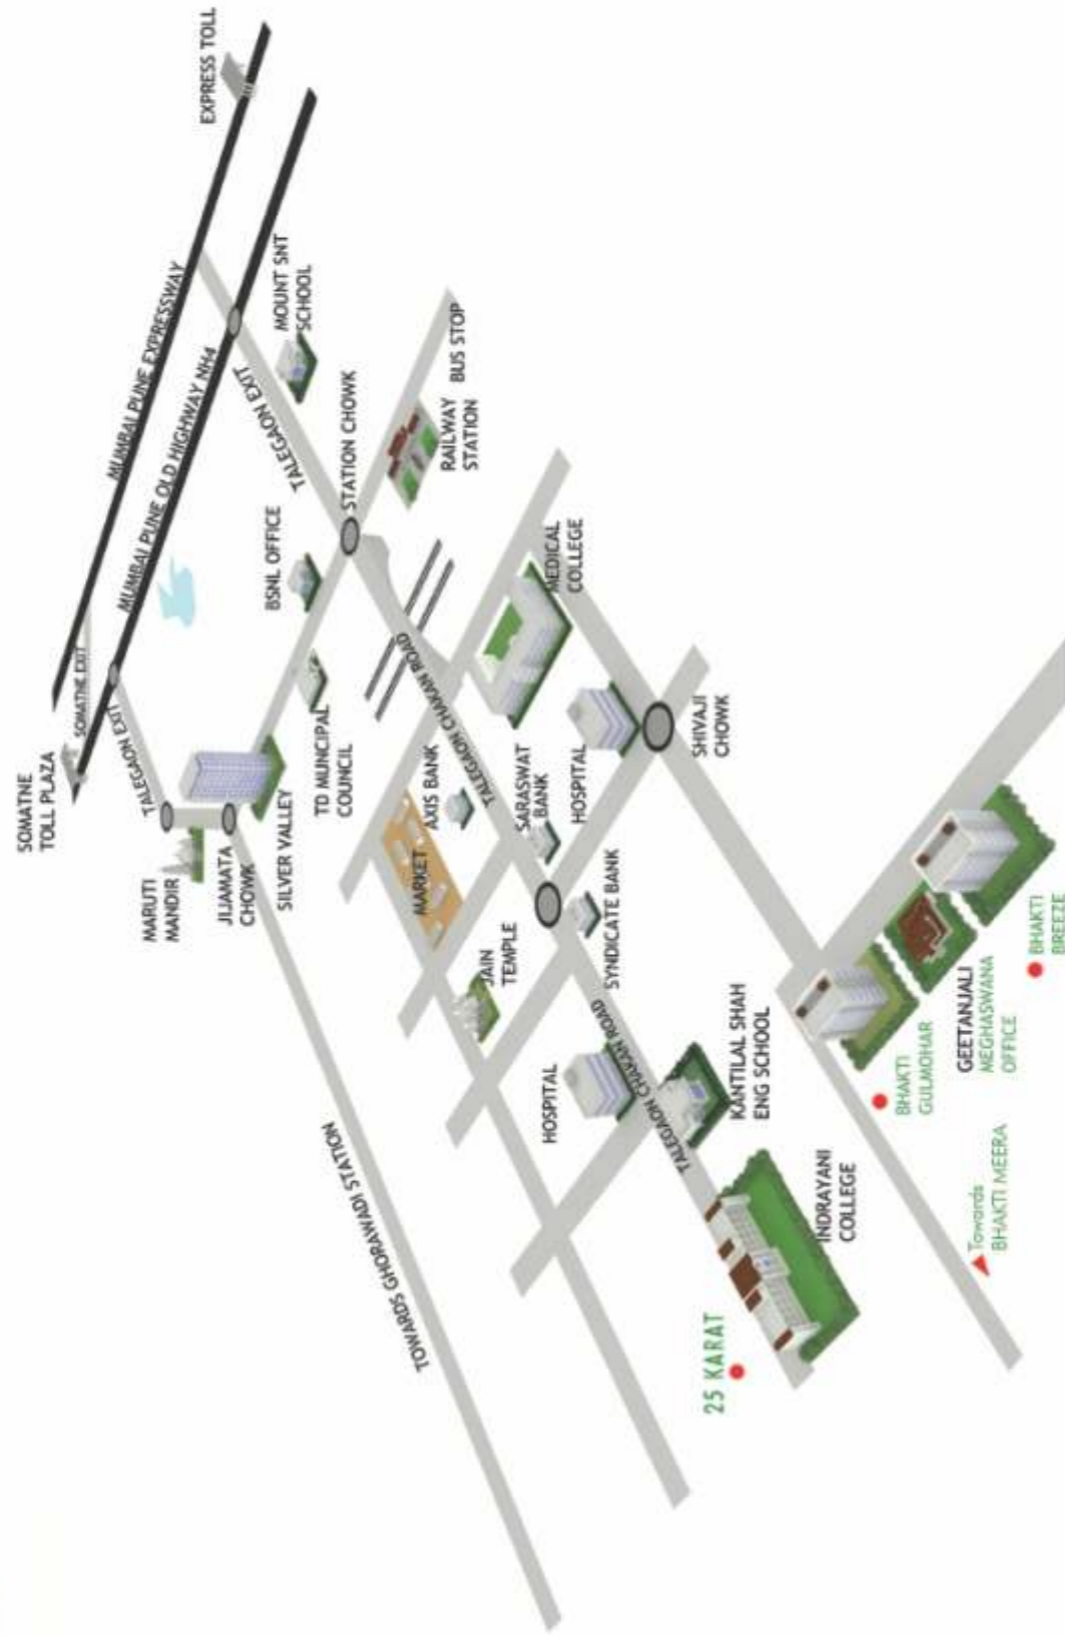 SOMATNE
TOLL PLAZA
SOMATNE EXIT
MUMBAI PUNE EXPRESSWAY
EXPRESS TOLL
MUMBAI PUNE OLD HIGHWAY NH4
TALEGAON EXIT
TALEGAON EXIT
MARUTI
MANDIR
JIJAMATA
CHOWK
SILVER VALLEY
TD MUNCIPAL
COUNCIL
BSNL OFFICE
STATION CHOWK
MOUNT SNT
SCHOOL
RAILWAY
STATION
BUS STOP
TOWARDS GHORAWADI STATION
MARKET
AXIS BANK
TALLEGAON CHAKAN ROAD
JAIN
TEMPLE
SARASWAT
BANK
MEDICAL
COLLEGE
HOSPITAL
HOSPITAL
SYNDICATE BANK
TALEGAON CHAKAN ROAD
SHIVAJI
CHOWK
KANTILAL SHAH
ENG SCHOOL
25 KARAT
INDRAYANI
COLLEGE
BHAKTI
GULMOHAR
GEETANJALI
MEGHASWANA
OFFICE
BHAKTI
BREEZE
Towards
BHAKTI MEERA